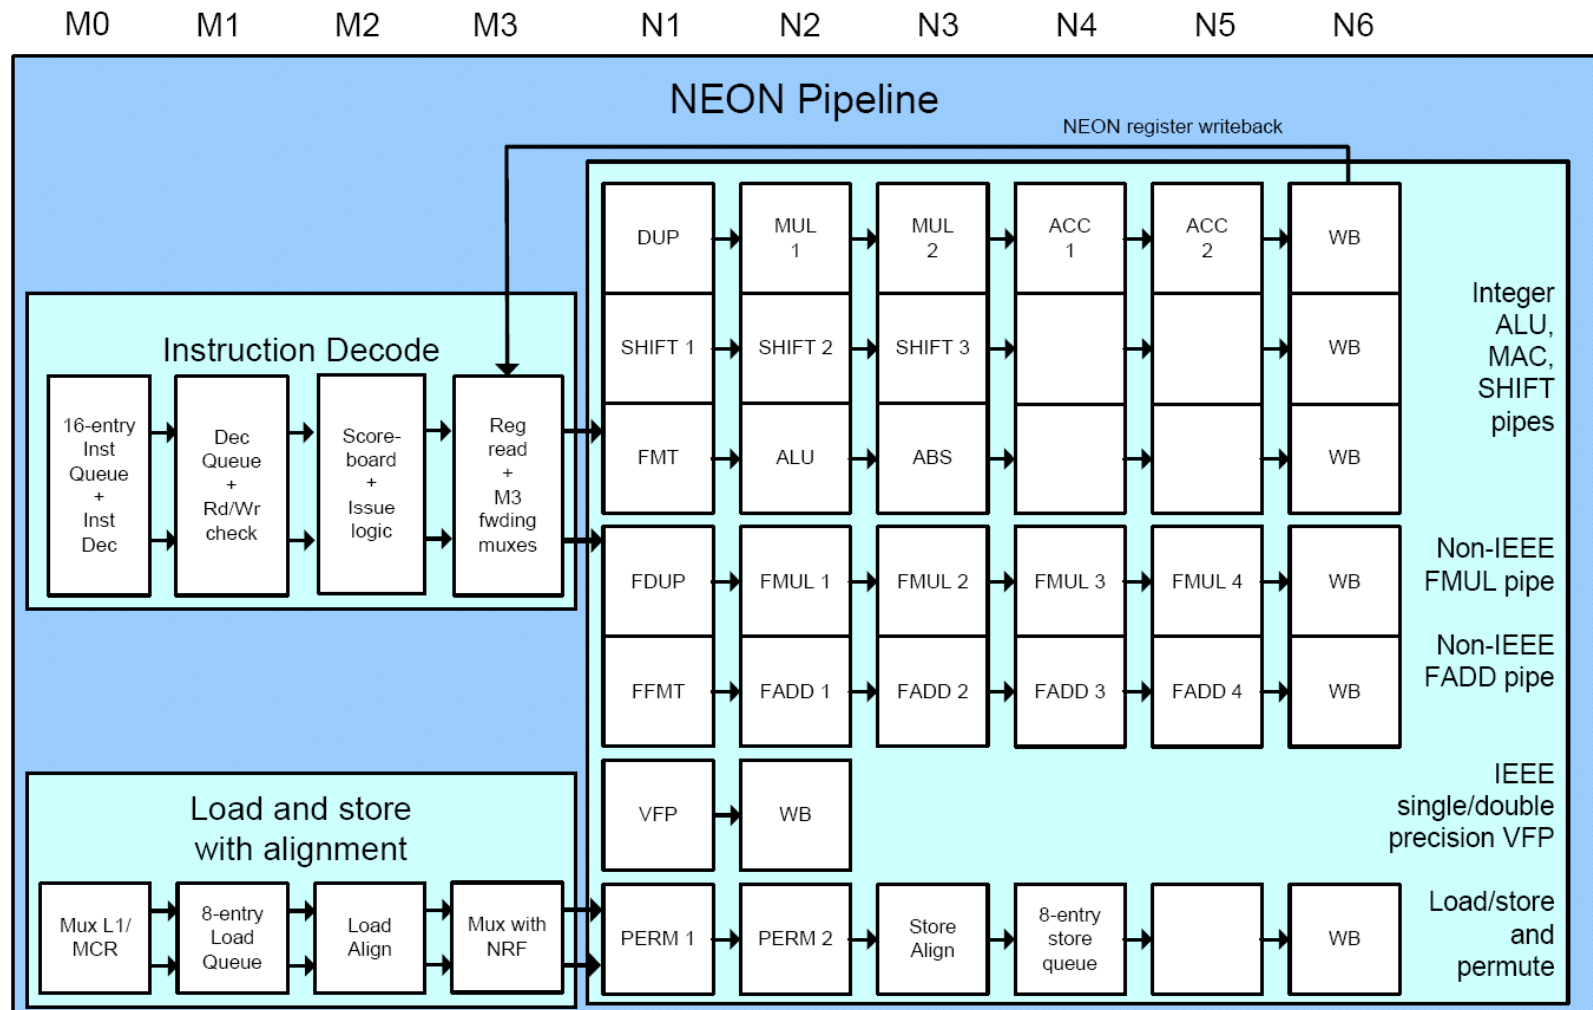 M0 M1 M2 M3 N1 N2 N3 N4 N5 N6
NEON Pipeline
NEON register writeback
DUP
MUL
1
MUL
2
ACC
1
ACC
2
WB
SHIFT 1
SHIFT 2
SHIFT 3
WB
FMT
ALU
ABS
WB
Integer
ALU,
MAC,
SHIFT
pipes
Instruction Decode
16-entry
Inst
Queue
+
Inst
Dec
Dec
Queue
+
Rd/Wr
check
Score-
board
+
Issue
logic
Reg
read
+
M3
fwding
muxes
FDUP
FMUL 1
FMUL 2
FMUL 3
FMUL 4
WB
Non-IEEE
FMUL pipe
FFMT
FADD 1
FADD 2
FADD 3
FADD 4
WB
Non-IEEE
FADD pipe
VFP
WB
IEEE
single/double
precision VFP
Load and store
with alignment
Mux L1/
MCR
8-entry
Load
Queue
Load
Align
Mux with
NRF
PERM 1
PERM 2
Store
Align
8-entry
store
queue
WB
Load/store
and
permute